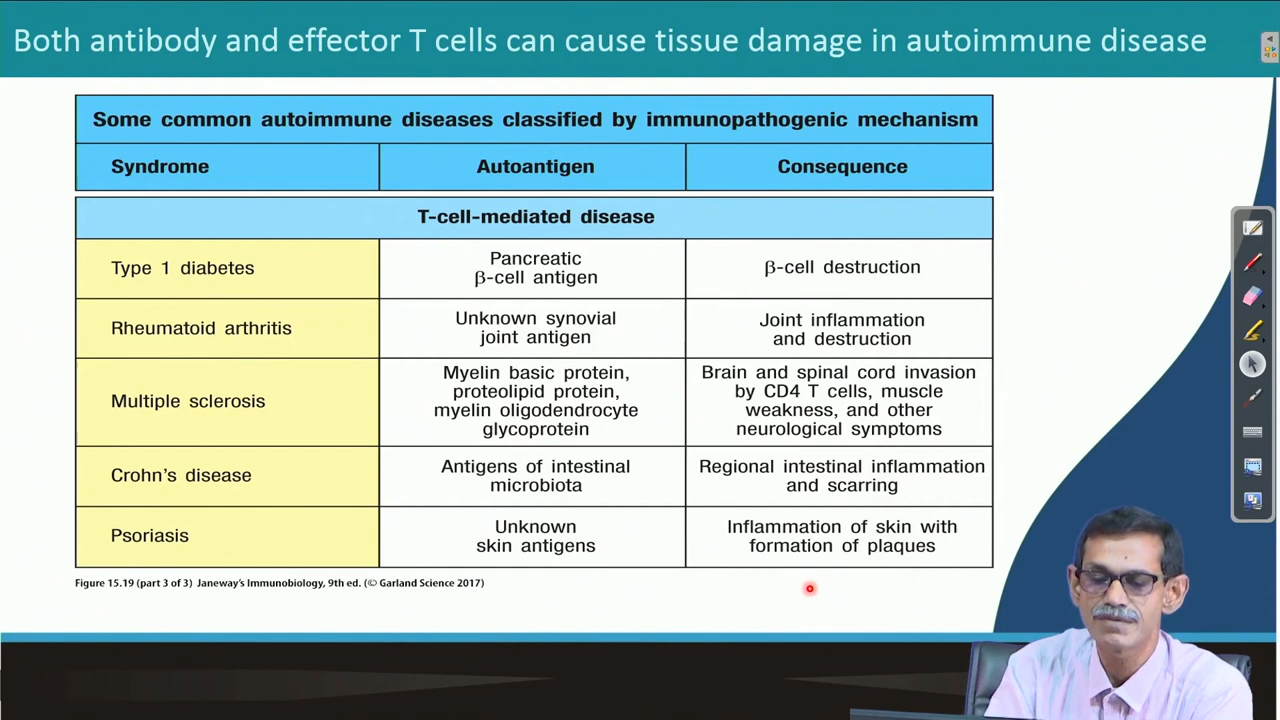 Both antibody and effector T cells can cause tissue damage in autoimmune disease
Some common autoimmune diseases classified by immunopathogenic mechanism
Syndrome
Autoantigen
Consequence
T-cell-mediated disease
Type 1 diabetes
Pancreatic
β-cell antigen
β-cell destruction
Rheumatoid arthritis
Unknown synovial
joint antigen
Joint inflammation
and destruction
Multiple sclerosis
Myelin basic protein,
proteolipid protein,
myelin oligodendrocyte
glycoprotein
Brain and spinal cord invasion
by CD4 T cells, muscle
weakness, and other
neurological symptoms
Crohn's disease
Antigens of intestinal
microbiota
Regional intestinal inflammation
and scarring
Psoriasis
Unknown
skin antigens
Inflammation of skin with
formation of plaques
Figure 15.19 (part 3 of 3) Janeway's Immunobiology, 9th ed. (© Garland Science 2017)